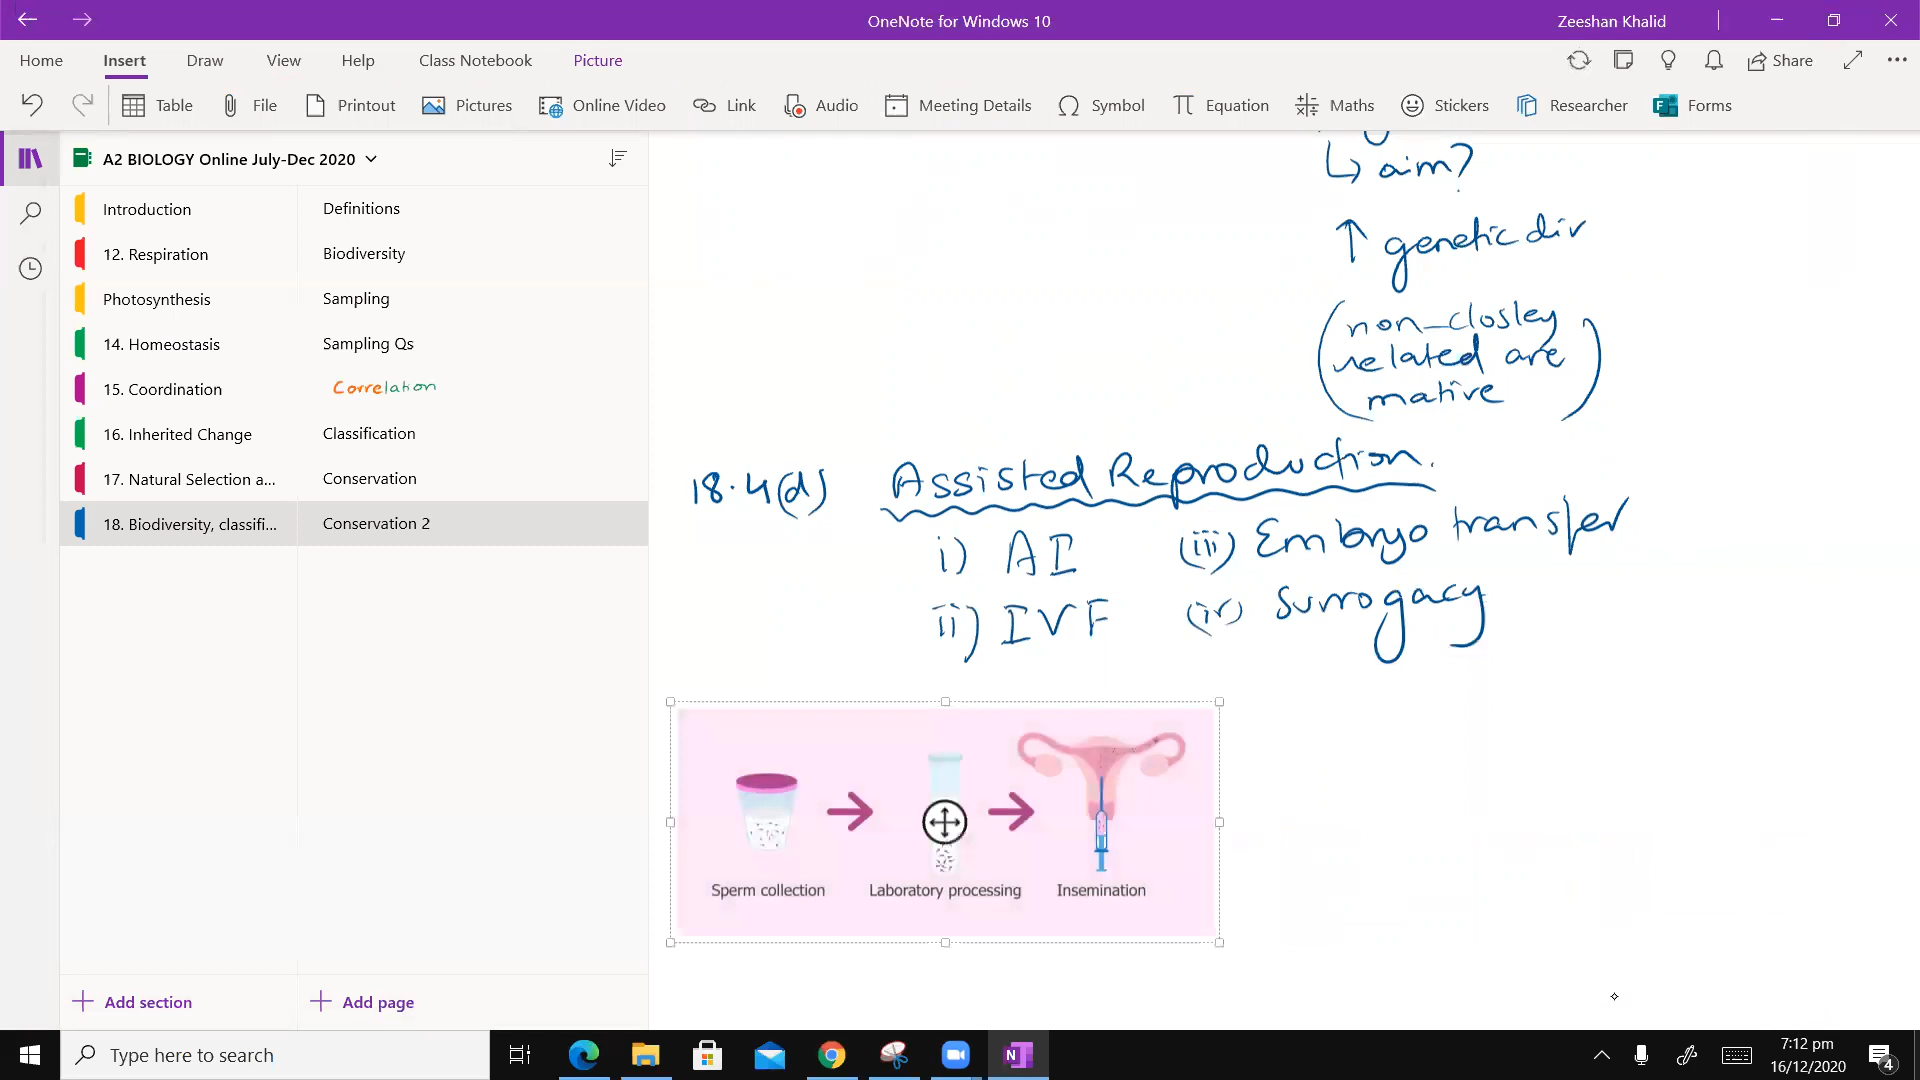 OneNote for Windows 10
Zeeshan Khalid
Home Insert Draw View Help Class Notebook Picture
Share
Table File Printout Pictures Online Video Link Audio Meeting Details Symbol Equation Maths Stickers Researcher Forms
A2 BIOLOGY Online July-Dec 2020
Introduction
12. Respiration
Photosynthesis
14. Homeostasis
15. Coordination
16. Inherited Change
17. Natural Selection a...
18. Biodiversity, classifi...
Definitions
Biodiversity
Sampling
Sampling Qs
Correlation
Classification
Conservation
Conservation 2
Add section
Add page
↳ aim?
↑ genetic div
(non-closley
related are
mative)
18.4(d) Assisted Reproduction.
i) AI (iii) Embryo transfer
ii) IVF (iv) Surrogacy
Sperm collection Laboratory processing Insemination
Type here to search
N
7:12 pm
16/12/2020
4